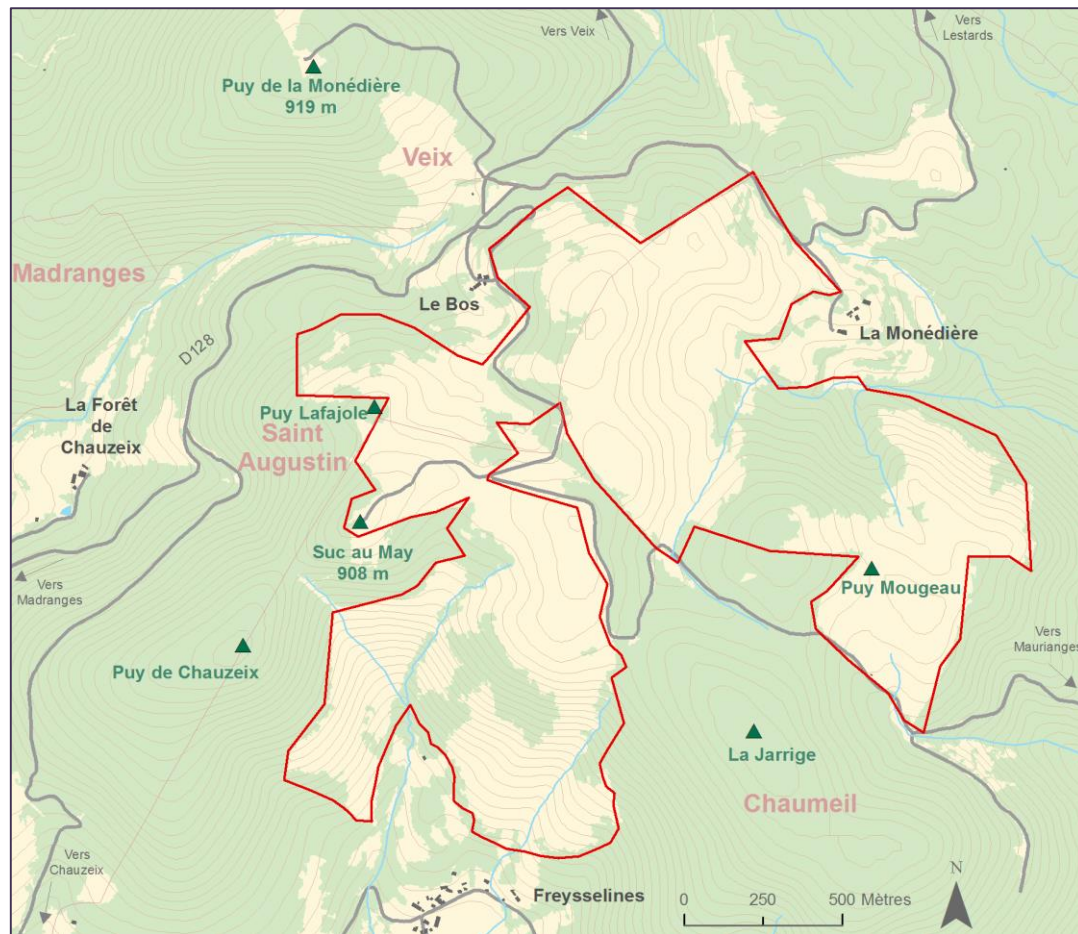 Vers Veix
Vers
Lestards
Puy de la Monédière
919 m
Veix
Madranges
Le Bos
La Monédière
D128
La Forêt
de
Chauzeix
Puy Lafajole
Saint
Augustin
Suc au May
908 m
Vers
Madranges
Puy Mougeau
Puy de Chauzeix
Vers
Maurianges
La Jarrige
Chaumeil
Vers
Chauzeix
Freysselines
0 250 500 Mètres
N